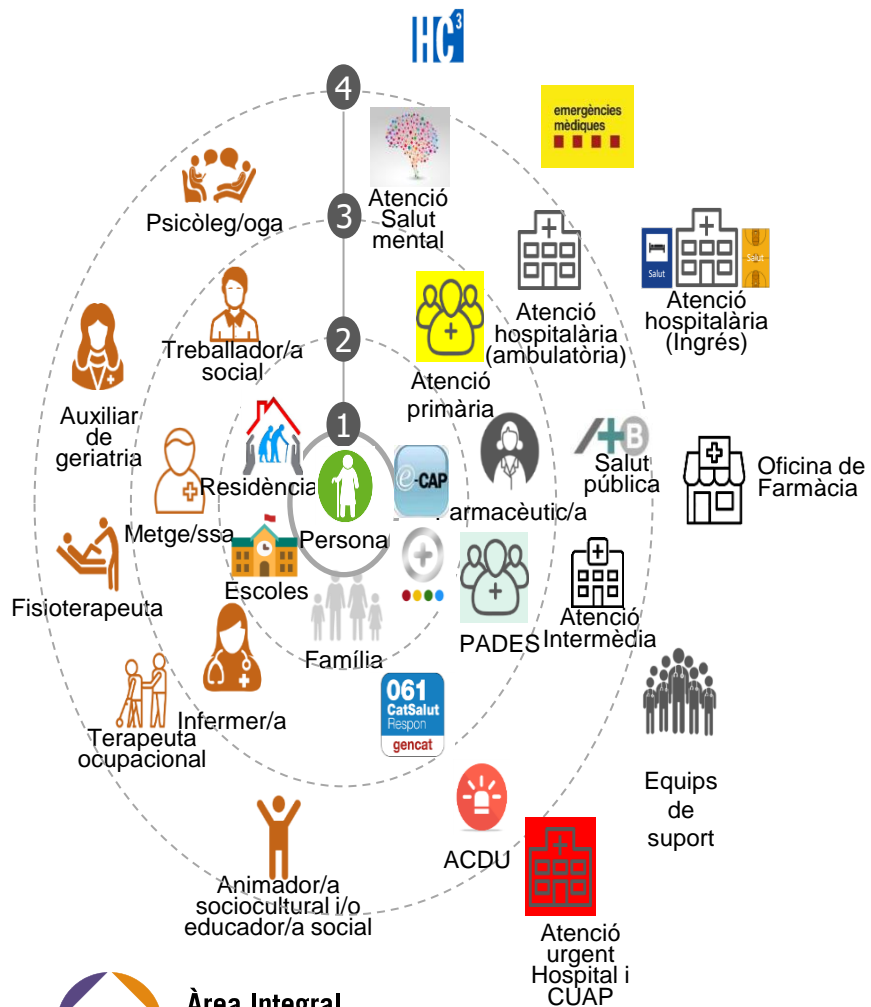 HC3
4
emergències
mèdiques
Psicòleg/oga
Atenció
Salut
mental
3
Salut
Salut
Treballador/a
social
Atenció
hospitalària
(ambulatòria)
Atenció
hospitalària
(Ingrés)
2
Atenció
primària
Auxiliar
de
geriatria
1
Residència
e-CAP
B
Salut
pública
Oficina de
Farmàcia
Metge/ssa
Persona
Farmacèutic/a
Fisioterapeuta
Escoles
Família
PADES
Atenció
Intermèdia
061
CatSalut
Respon
gencat
Infermer/a
Terapeuta
ocupacional
Equips
de
suport
ACDU
Animador/a
sociocultural i/o
educador/a social
Atenció
urgent
Hospital i
CUAP
Àrea Integral